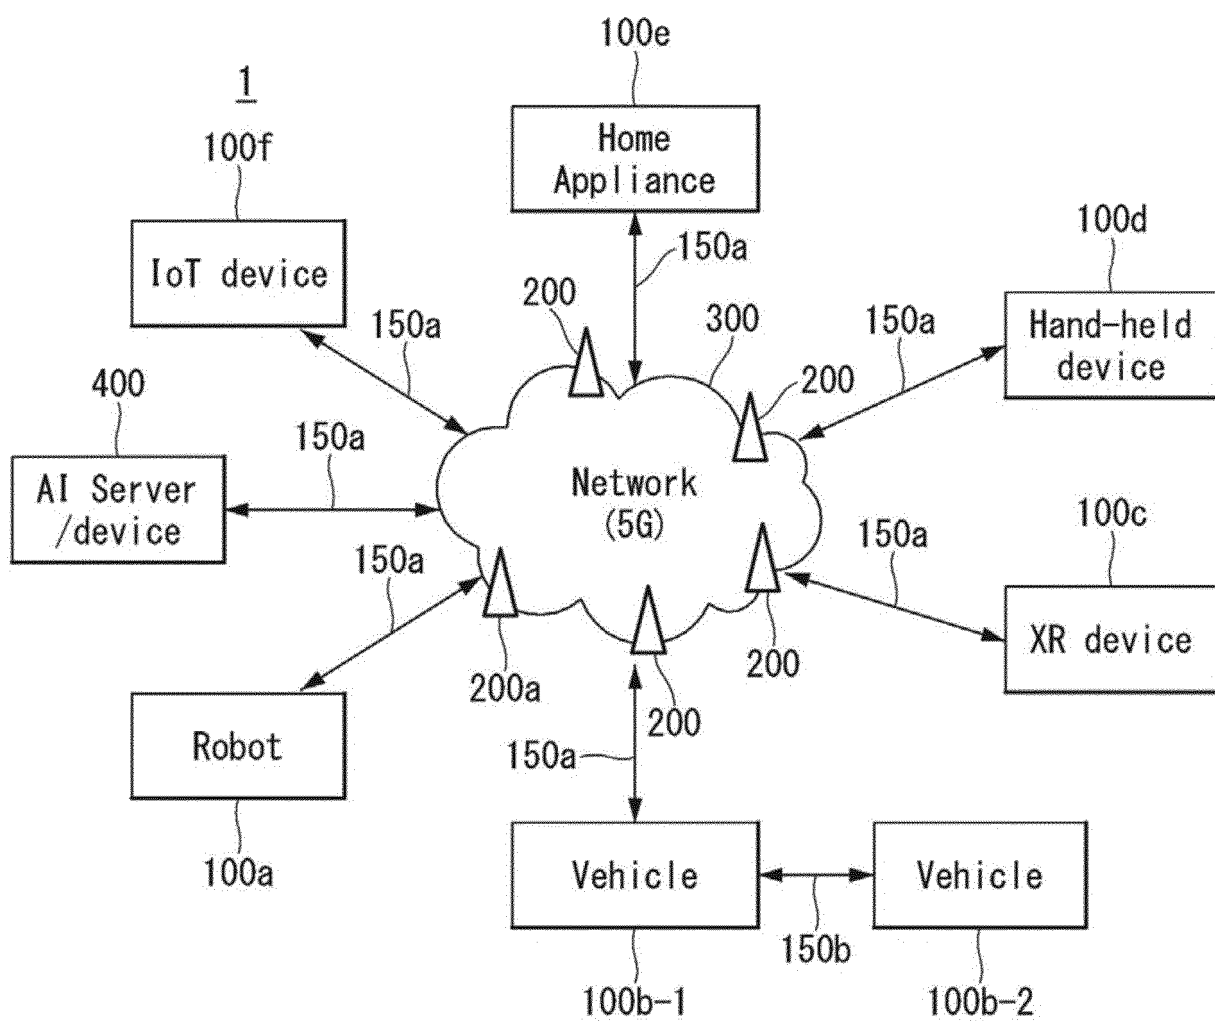 100e
1
Home
Appliance
100f
100d
IoT device
150a
200
300
150a
150a
Hand-held
device
400
200
150a
AI Server
/device
Network
(5G)
100c
150a
150a
XR device
200a
200
200
Robot
150a
100a
Vehicle
Vehicle
150b
100b-1
100b-2